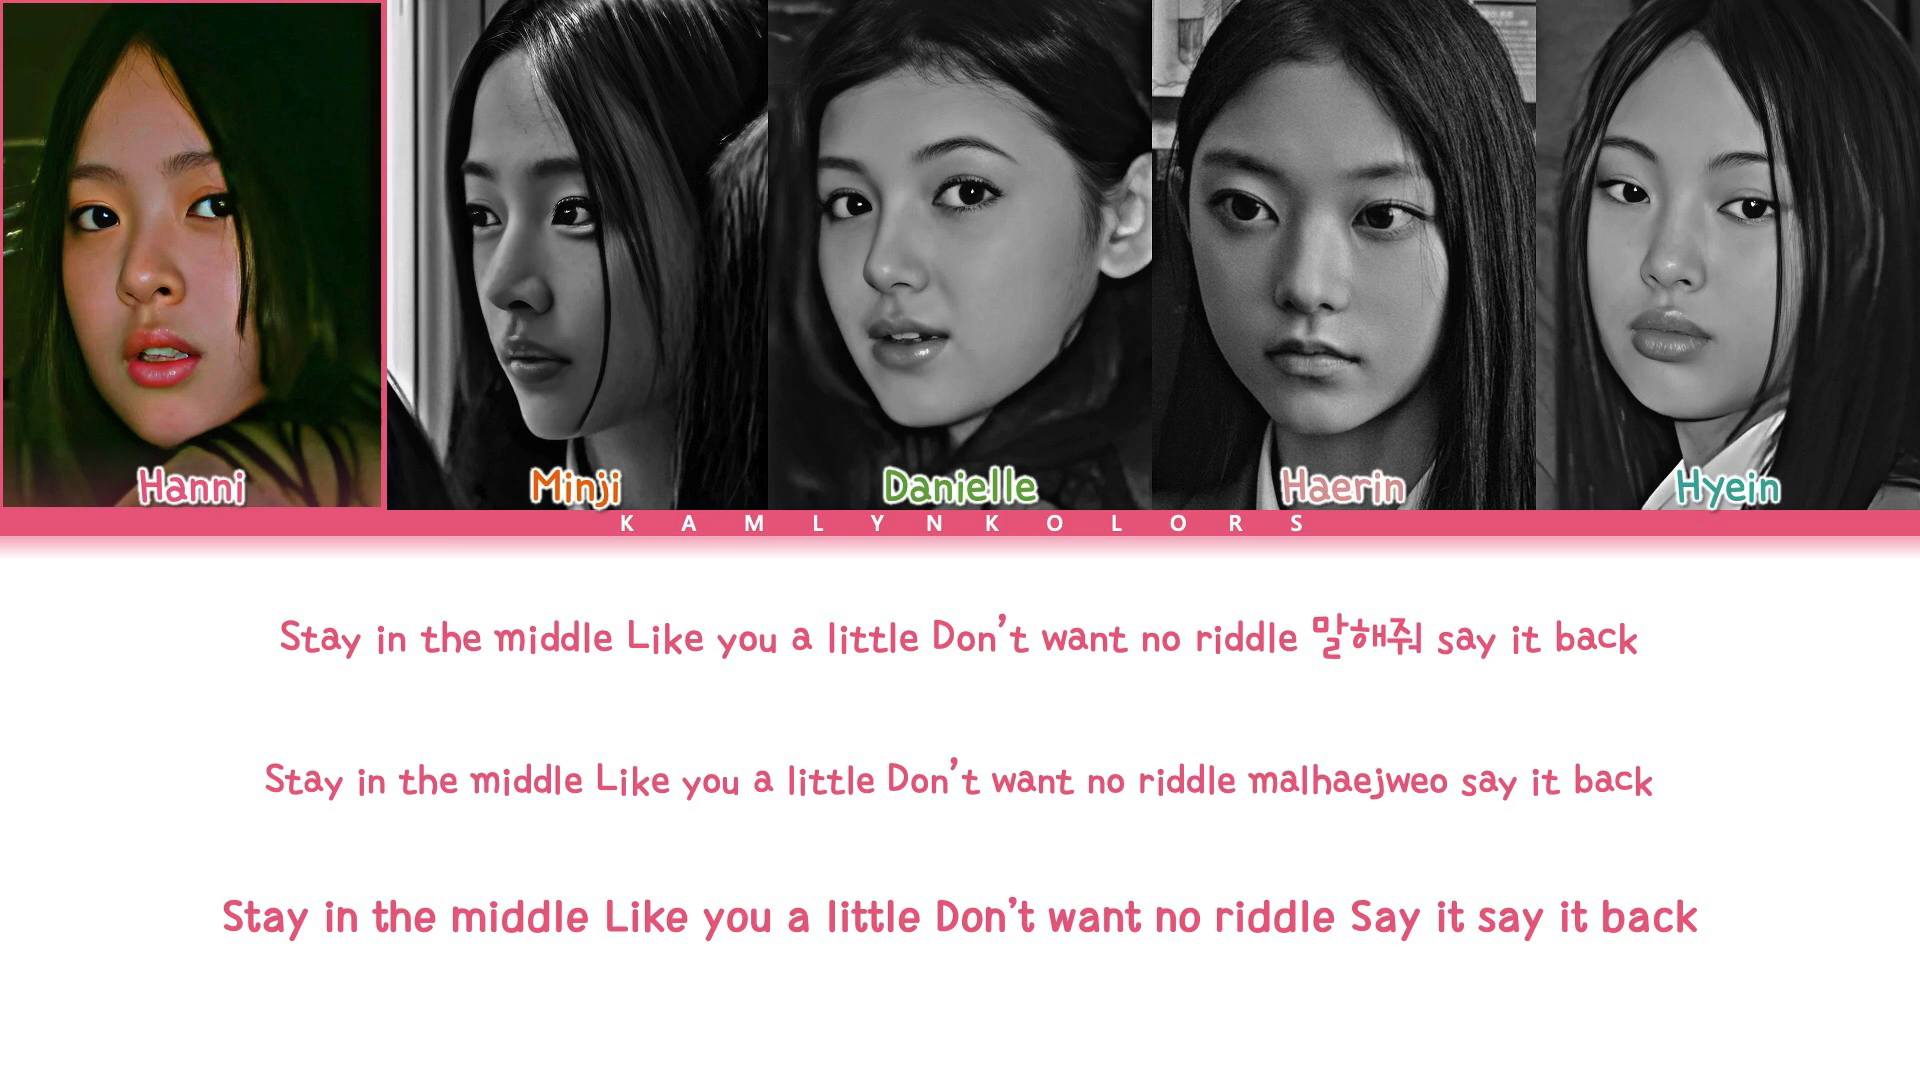 Hanni Minji Danielle Haerin Hyein
KAMLYNKOLORS
Stay in the middle Like you a little Don't want no riddle 말해줘 say it back
Stay in the middle Like you a little Don't want no riddle malhaejweo say it back
Stay in the middle Like you a little Don't want no riddle Say it say it back